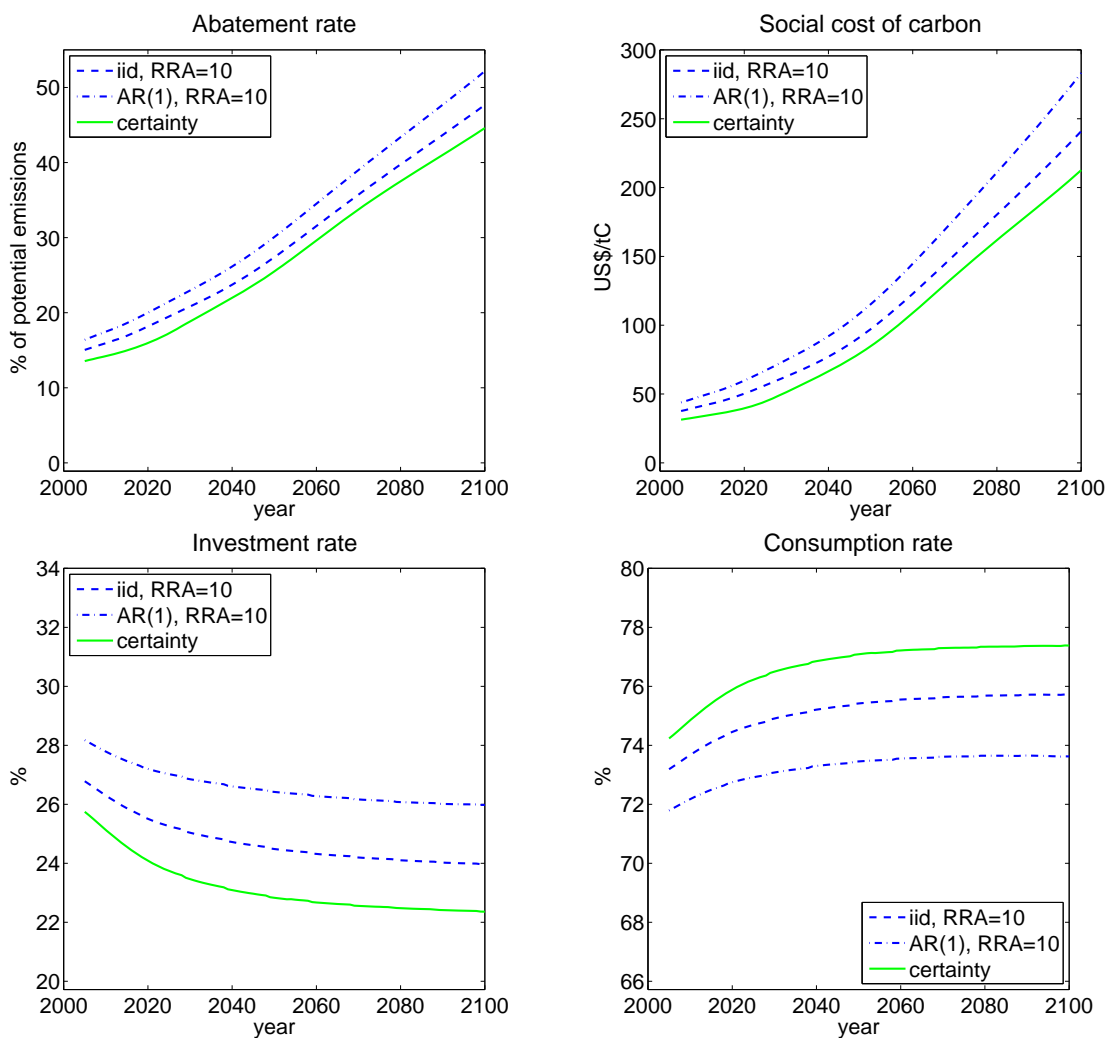 Abatement rate
% of potential emissions
50
40
30
20
10
0
iid, RRA=10
AR(1), RRA=10
certainty
2000 2020 2040 2060 2080 2100
year
Social cost of carbon
US$/tC
300
250
200
150
100
50
0
iid, RRA=10
AR(1), RRA=10
certainty
2000 2020 2040 2060 2080 2100
year
Investment rate
%
34
32
30
28
26
24
22
20
iid, RRA=10
AR(1), RRA=10
certainty
2000 2020 2040 2060 2080 2100
year
Consumption rate
%
80
78
76
74
72
70
68
66
iid, RRA=10
AR(1), RRA=10
certainty
2000 2020 2040 2060 2080 2100
year